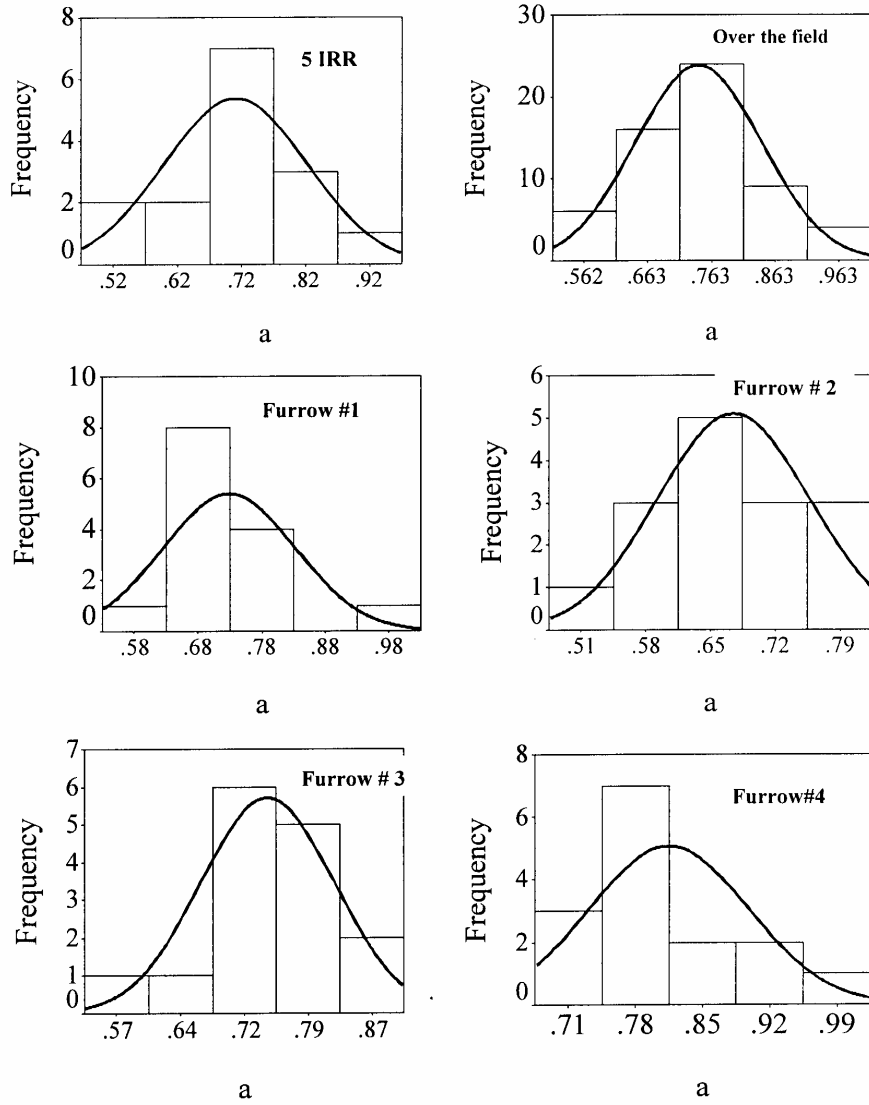 5 IRR
Frequency
8
6
4
2
0
.52 .62 .72 .82 .92
a
Over the field
Frequency
30
20
10
0
.562 .663 .763 .863 .963
a
Furrow #1
Frequency
10
8
6
4
2
0
.58 .68 .78 .88 .98
a
Furrow # 2
Frequency
6
5
4
3
2
1
0
.51 .58 .65 .72 .79
a
Furrow # 3
Frequency
7
6
5
4
3
2
1
0
.57 .64 .72 .79 .87
a
Furrow#4
Frequency
8
6
4
2
0
.71 .78 .85 .92 .99
a